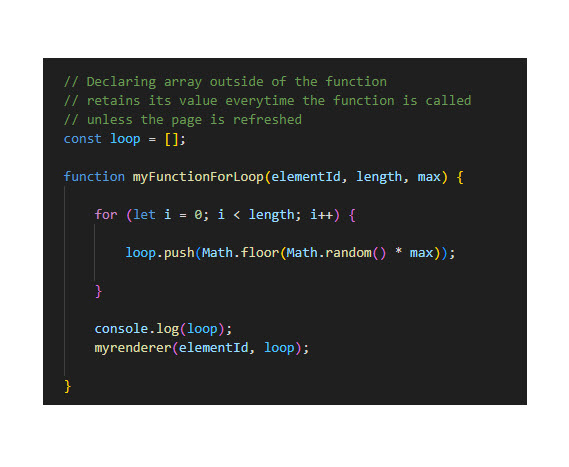 // Declaring array outside of the function
// retains its value everytime the function is called
// unless the page is refreshed
const loop = [];
function myFunctionForLoop(elementId, length, max) {
for (let i = 0; i < length; i++) {
loop.push(Math.floor(Math.random() * max));
}
console.log(loop);
myrenderer(elementId, loop);
}